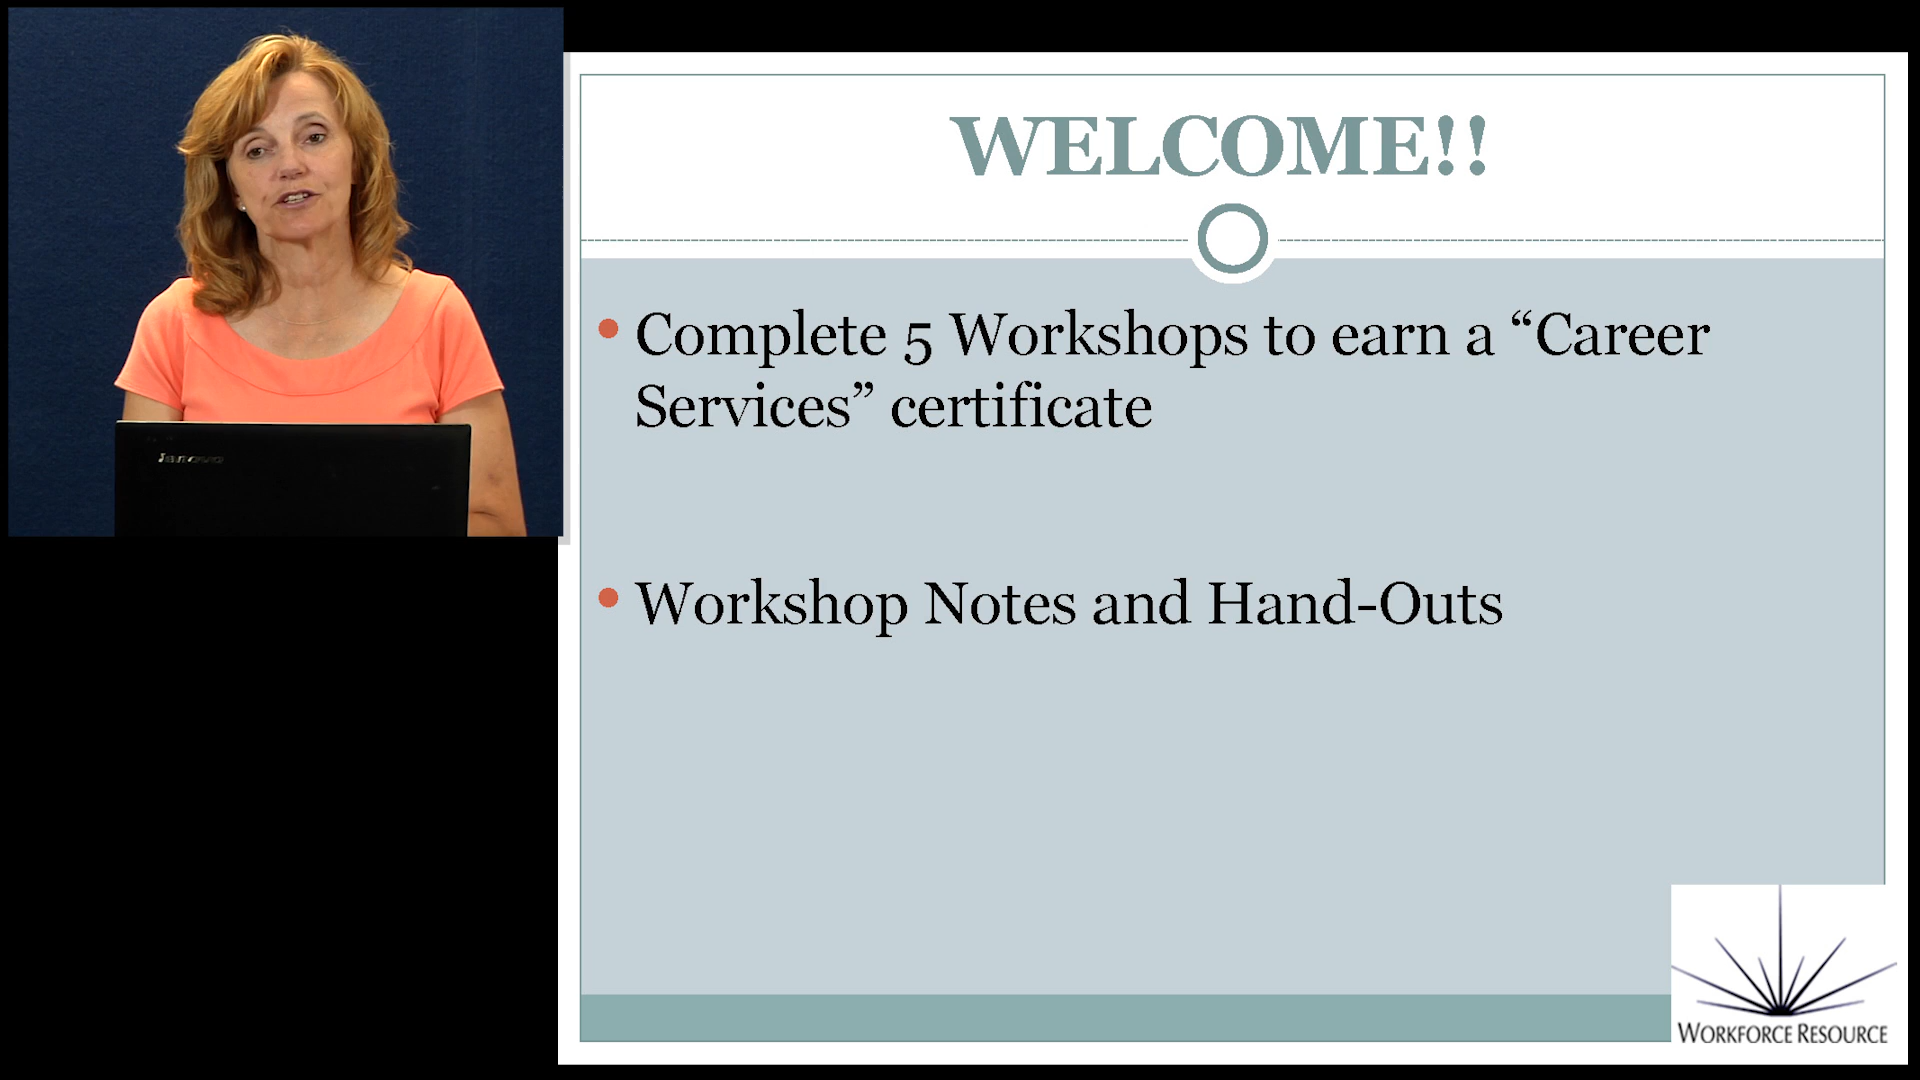 WELCOME!!
• Complete 5 Workshops to earn a “Career
Services” certificate
• Workshop Notes and Hand-Outs
WORKFORCE RESOURCE